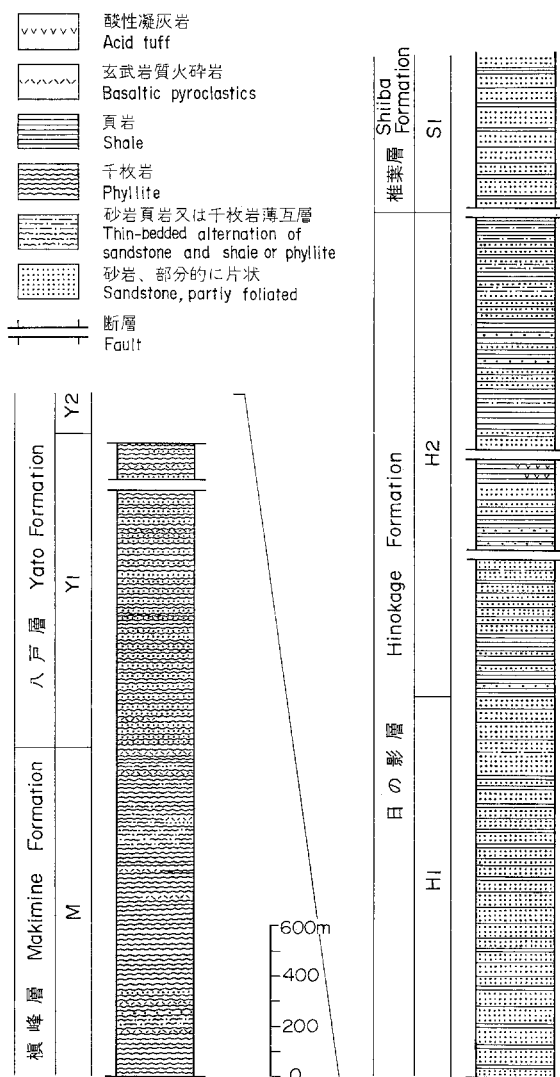 酸性凝灰岩
Acid tuff
玄武岩質火砕岩
Basaltic pyroclastics
頁岩
Shale
千枚岩
Phyllite
砂岩頁岩又は千枚岩薄互層
Thin-bedded alternation of
sandstone and shale or phyllite
砂岩、部分的に片状
Sandstone, partly foliated
断層
Fault
Y2
八戸層 Yato Formation
Y1
槇峰層 Makimine Formation
M
600m
400
200
0
椎葉層 Shiiba
Formation
S1
日の影層 Hinokage Formation
H2
H1